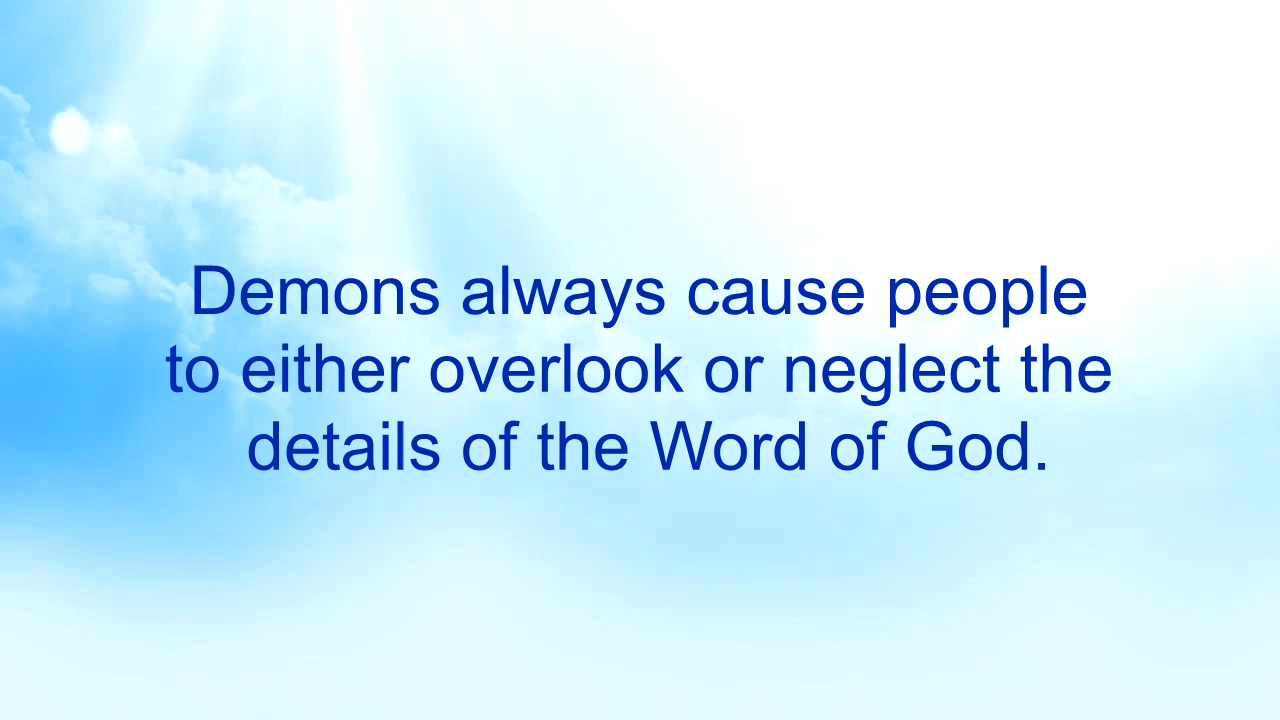 Demons always cause people
to either overlook or neglect the
details of the Word of God.